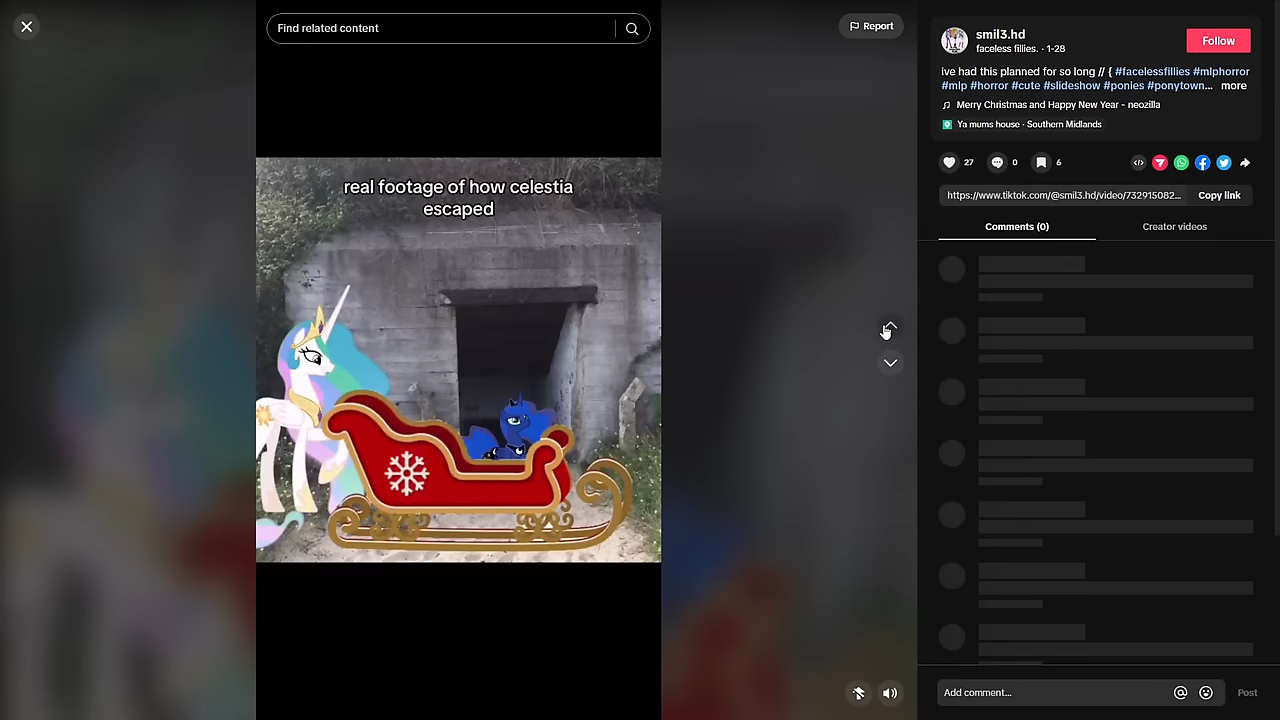 Find related content
Report
real footage of how celestia
escaped
smil3.hd
faceless fillies. · 1-28
Follow
ive had this planned for so long // { #facelessfillies #mlphorror
#mlp #horror #cute #slideshow #ponies #ponytown... more
Merry Christmas and Happy New Year - neozilla
Ya mums house · Southern Midlands
27
0
6
https://www.tiktok.com/@smil3.hd/video/732915082...
Copy link
Comments (0)
Creator videos
Add comment...
Post